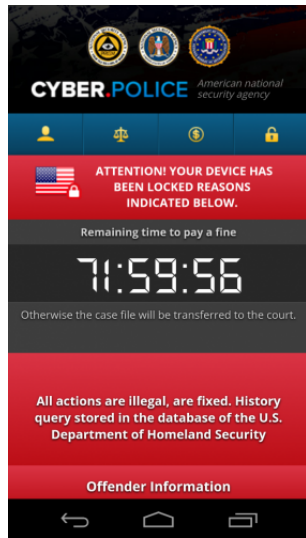 CYBER.POLICE
American national
security agency
ATTENTION! YOUR DEVICE HAS
BEEN LOCKED REASONS
INDICATED BELOW.
Remaining time to pay a fine
71:59:56
Otherwise the case file will be transferred to the court.
All actions are illegal, are fixed. History
query stored in the database of the U.S.
Department of Homeland Security
Offender Information